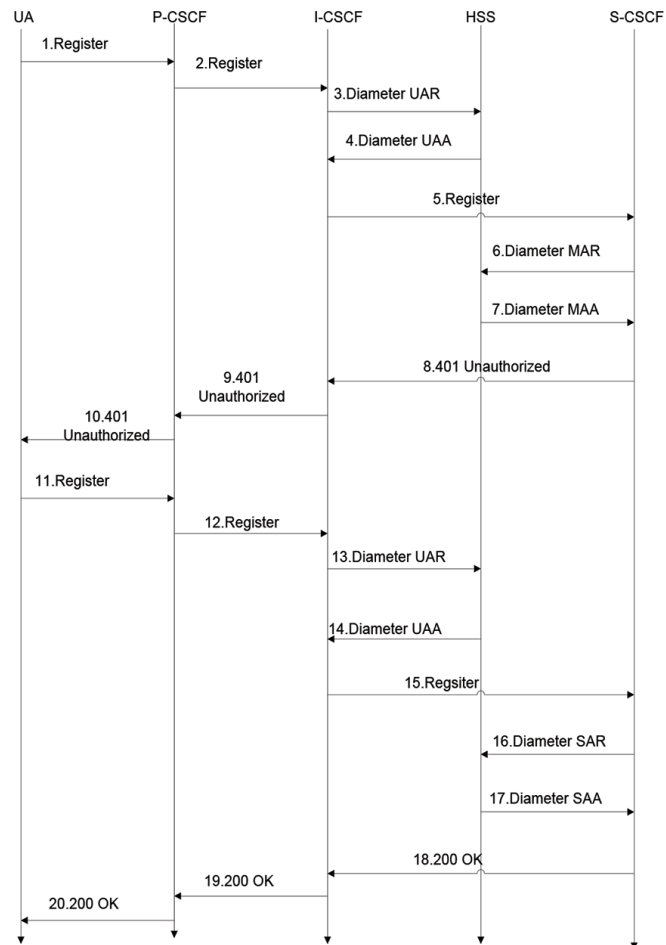 UA
P-CSCF
I-CSCF
HSS
S-CSCF
1.Register
2.Register
3.Diameter UAR
4.Diameter UAA
5.Register
6.Diameter MAR
7.Diameter MAA
8.401 Unauthorized
9.401
Unauthorized
10.401
Unauthorized
11.Register
12.Register
13.Diameter UAR
14.Diameter UAA
15.Regsiter
16.Diameter SAR
17.Diameter SAA
18.200 OK
19.200 OK
20.200 OK